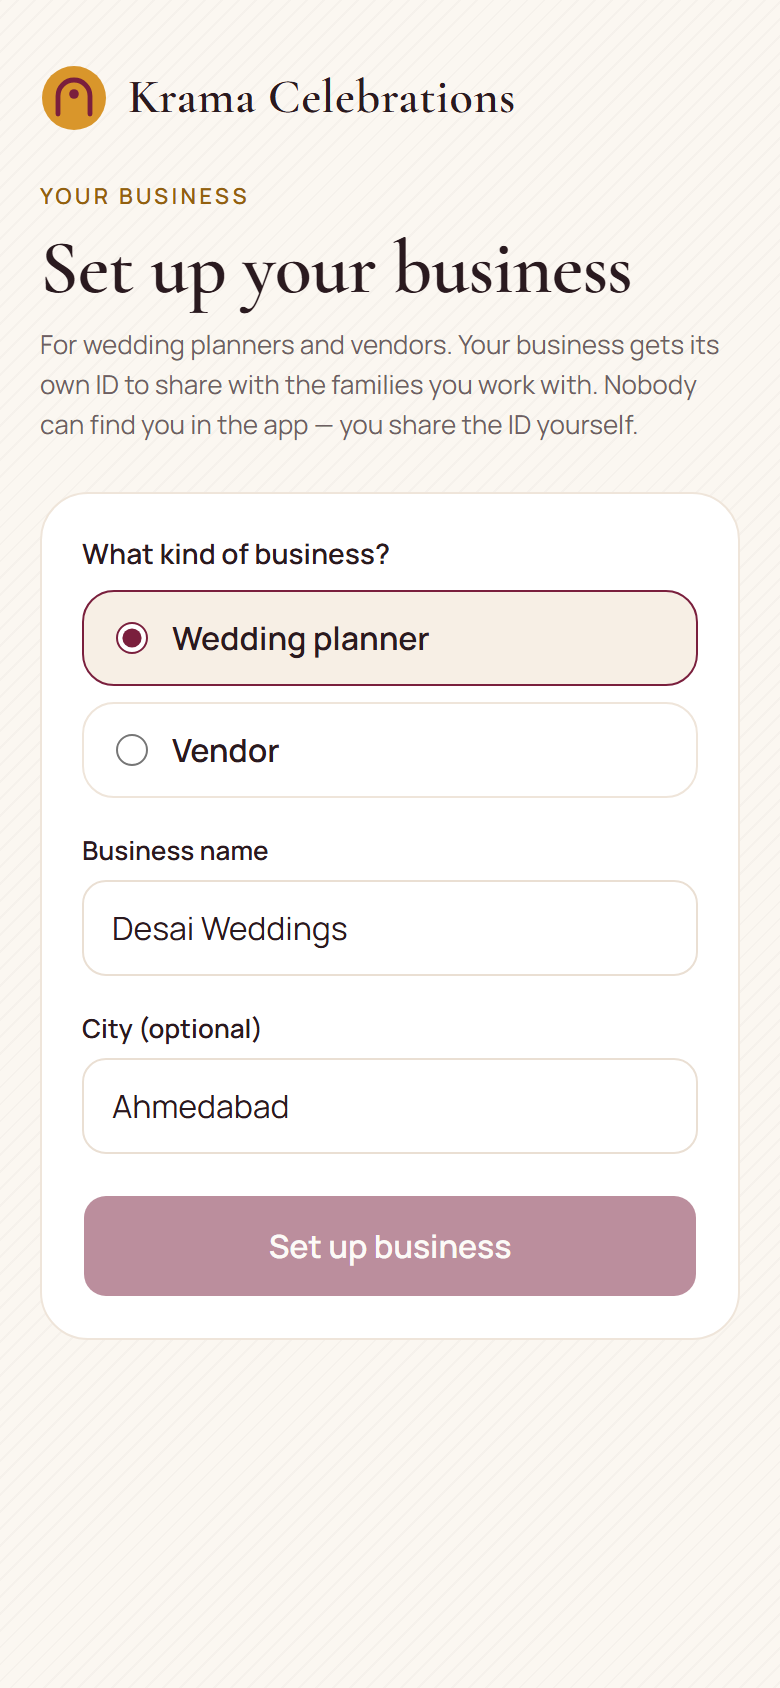 Krama Celebrations
YOUR BUSINESS
Set up your business
For wedding planners and vendors. Your business gets its
own ID to share with the families you work with. Nobody
can find you in the app — you share the ID yourself.
What kind of business?
Wedding planner
Vendor
Business name
Desai Weddings
City (optional)
Ahmedabad
Set up business